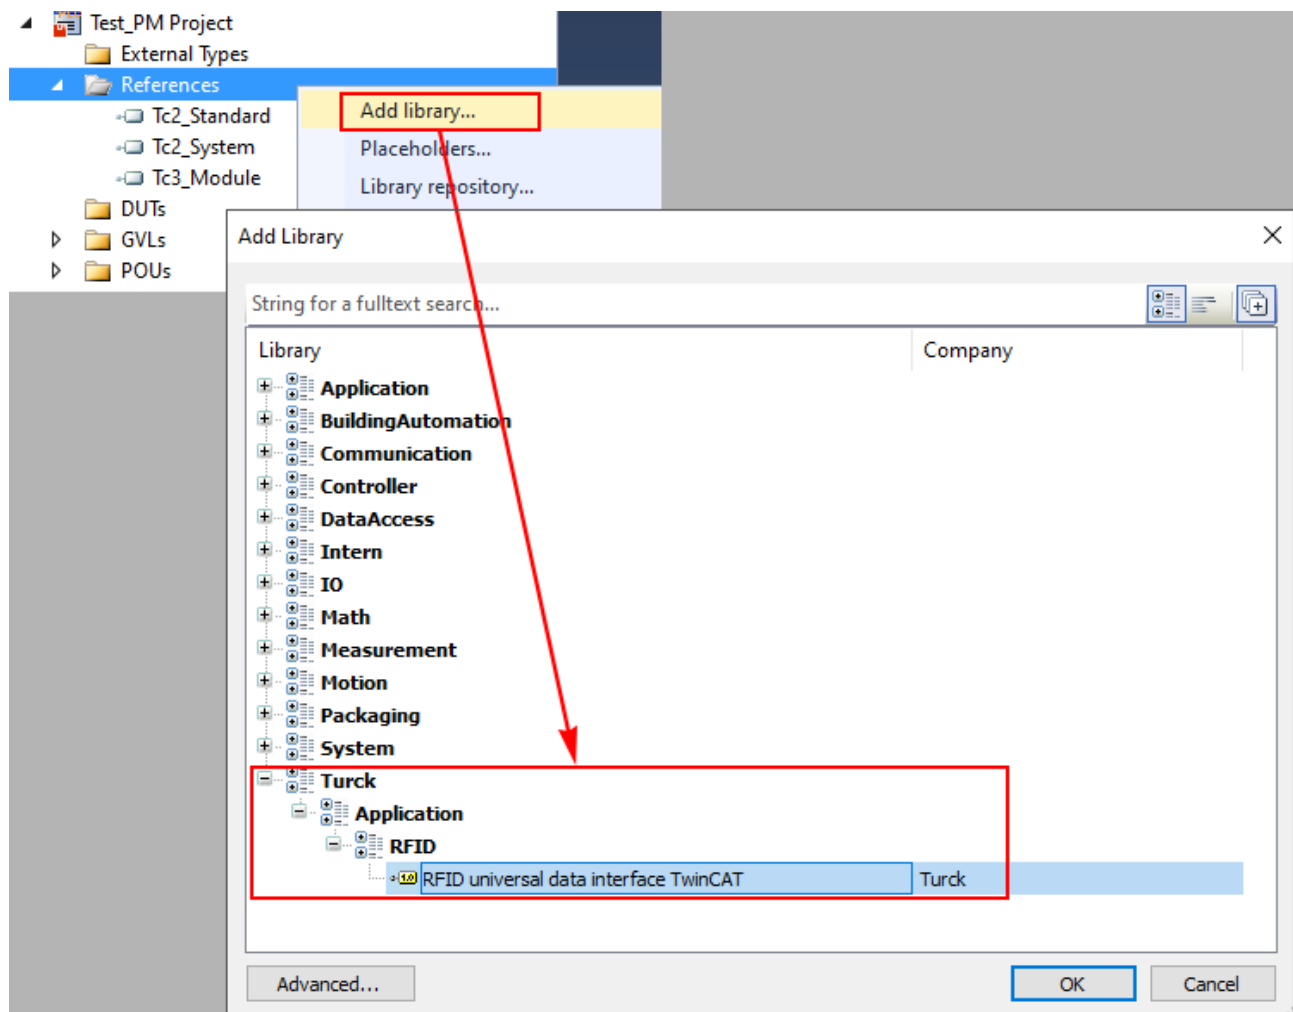 Test_PM Project
External Types
References
Tc2_Standard
Tc2_System
Tc3_Module
DUTs
GVLs
POUs
Add library...
Placeholders...
Library repository...
Add Library
String for a fulltext search...
Library Company
Application
BuildingAutomation
Communication
Controller
DataAccess
Intern
IO
Math
Measurement
Motion
Packaging
System
Turck
Application
RFID
1.0 RFID universal data interface TwinCAT Turck
Advanced... OK Cancel